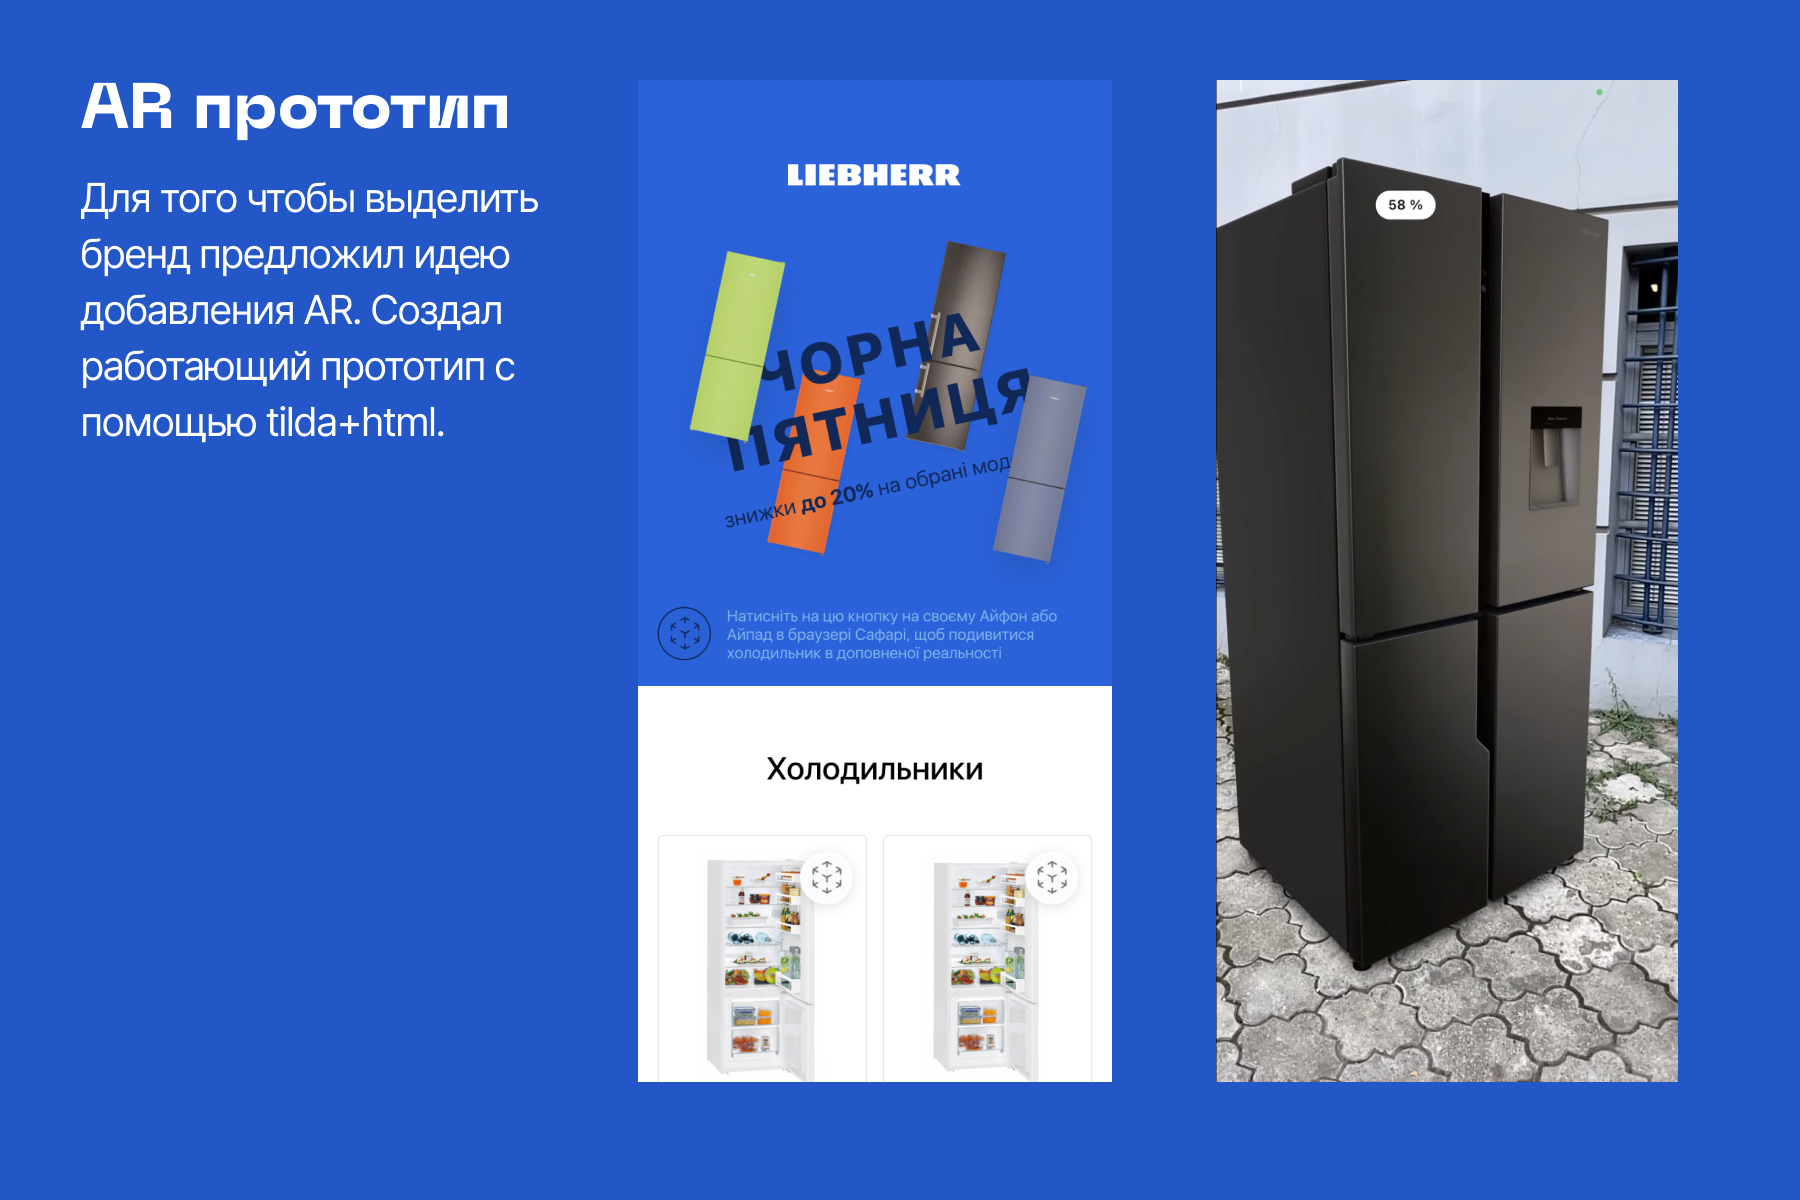 AR прототип
Для того чтобы выделить
бренд предложил идею
добавления AR. Создал
работающий прототип с
помощью tilda+html.
LIEBHERR
ЧОРНА
ПЯТНИЦЯ
знижки до 20% на обрані мод
Натисніть на цю кнопку на своєму Айфон або
Айпад в браузері Сафарі, щоб подивитися
холодильник в доповненої реальності
Холодильники
58 %